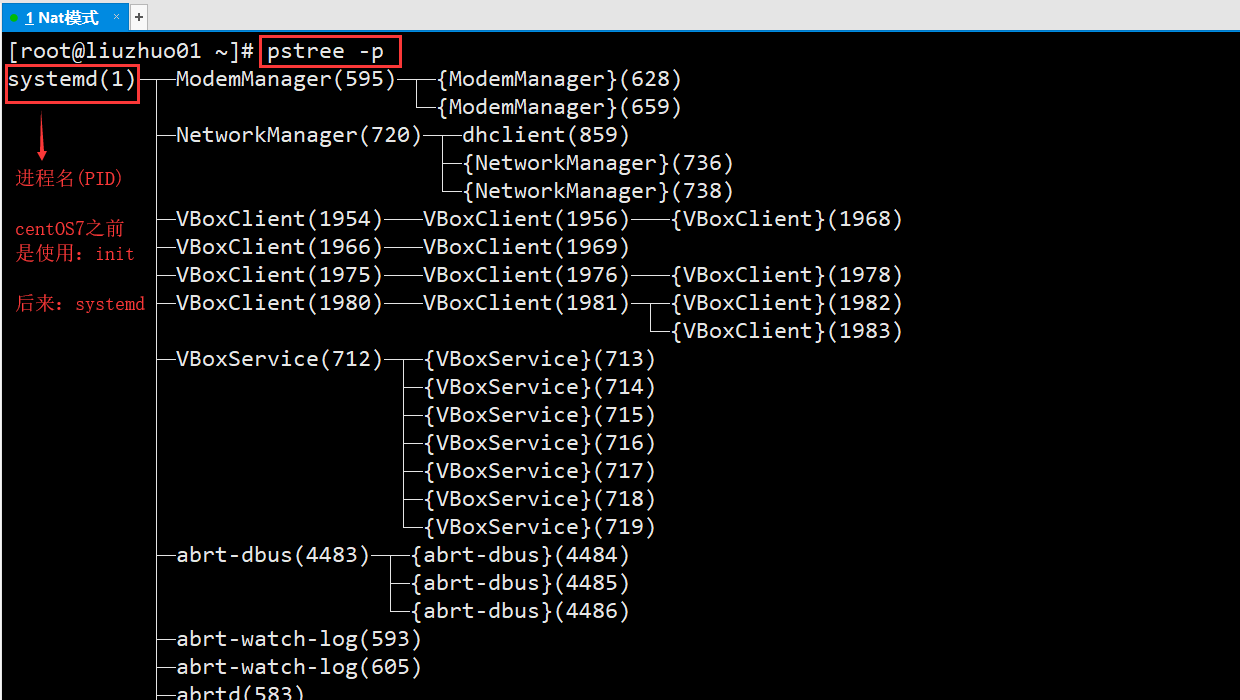 1 Nat模式 × +
[root@liuzhuo01 ~]# pstree -p
systemd(1)─┬─ModemManager(595)─┬─{ModemManager}(628)
└─{ModemManager}(659)
├─NetworkManager(720)─┬─dhclient(859)
├─{NetworkManager}(736)
└─{NetworkManager}(738)
├─VBoxClient(1954)───VBoxClient(1956)───{VBoxClient}(1968)
├─VBoxClient(1966)───VBoxClient(1969)
├─VBoxClient(1975)───VBoxClient(1976)───{VBoxClient}(1978)
├─VBoxClient(1980)───VBoxClient(1981)─┬─{VBoxClient}(1982)
└─{VBoxClient}(1983)
├─VBoxService(712)─┬─{VBoxService}(713)
├─{VBoxService}(714)
├─{VBoxService}(715)
├─{VBoxService}(716)
├─{VBoxService}(717)
├─{VBoxService}(718)
└─{VBoxService}(719)
├─abrt-dbus(4483)─┬─{abrt-dbus}(4484)
├─{abrt-dbus}(4485)
└─{abrt-dbus}(4486)
├─abrt-watch-log(593)
├─abrt-watch-log(605)
├─abrtd(583)
进程名(PID)
centOS7之前
是使用：init
后来：systemd